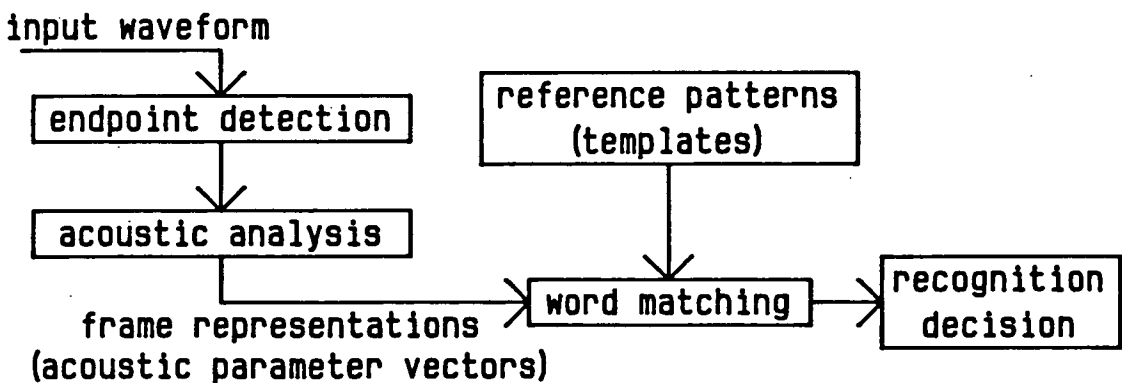 input waveform
endpoint detection
reference patterns
(templates)
acoustic analysis
word matching
recognition
decision
frame representations
(acoustic parameter vectors)